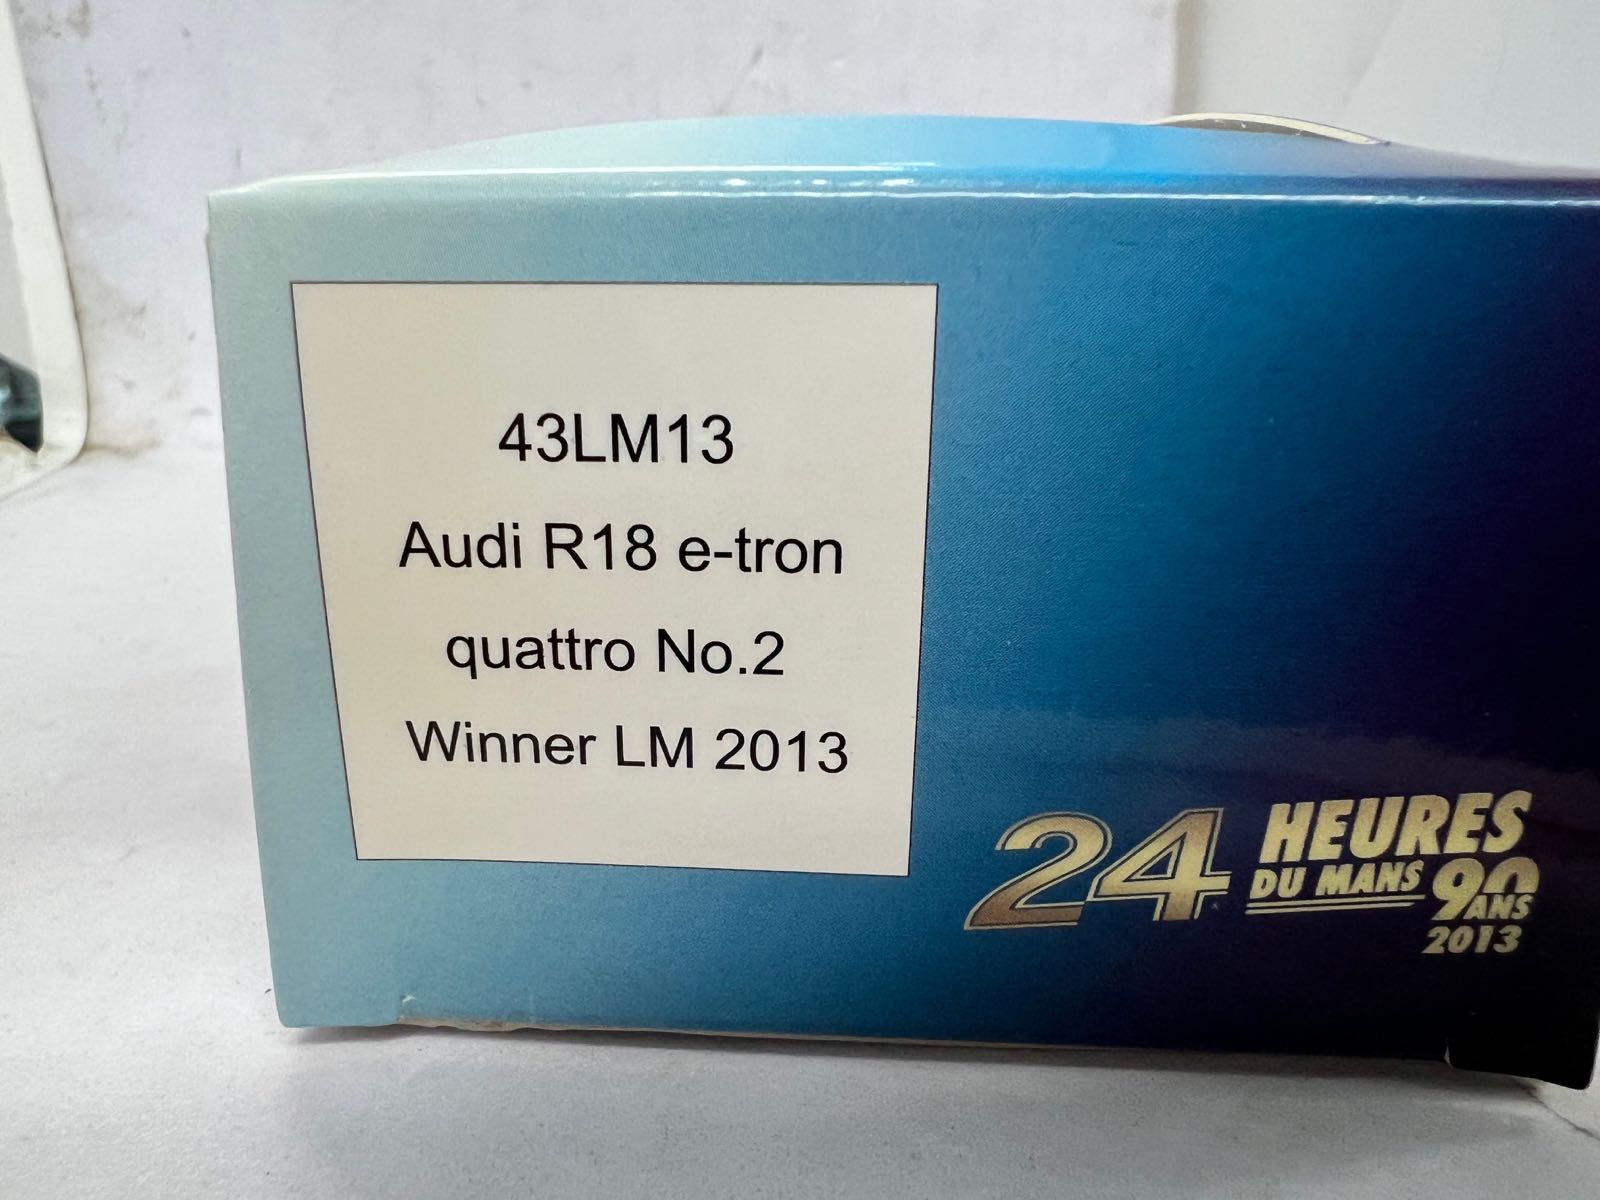 43LM13
Audi R18 e-tron
quattro No.2
Winner LM 2013
24 HEURES
DU MANS 90
ANS
2013